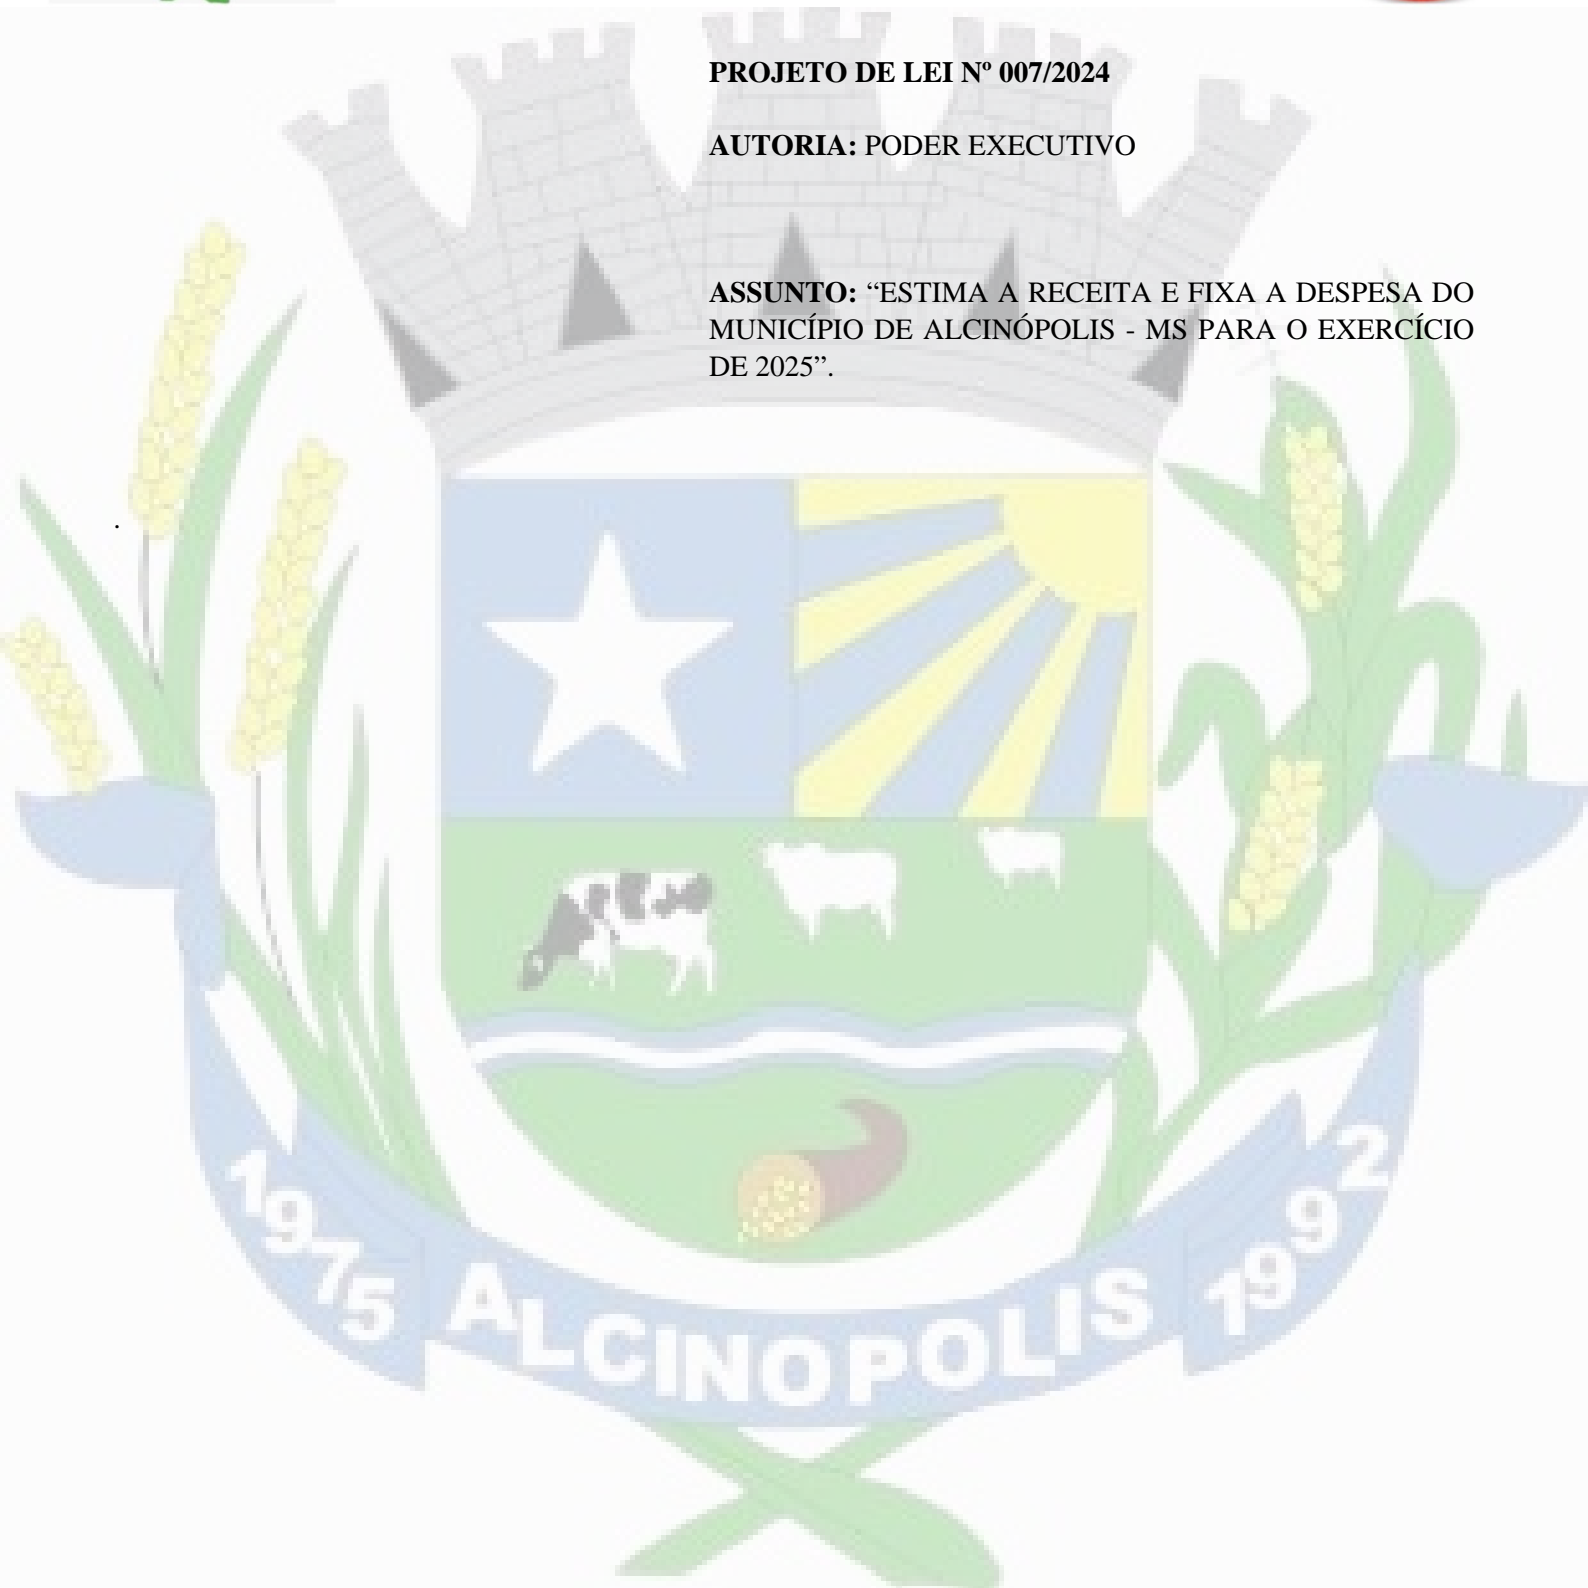 PROJETO DE LEI Nº 007/2024
AUTORIA: PODER EXECUTIVO
ASSUNTO: “ESTIMA A RECEITA E FIXA A DESPESA DO
MUNICÍPIO DE ALCINÓPOLIS - MS PARA O EXERCÍCIO
DE 2025”.
.
1975 ALCINOPOLIS 1992